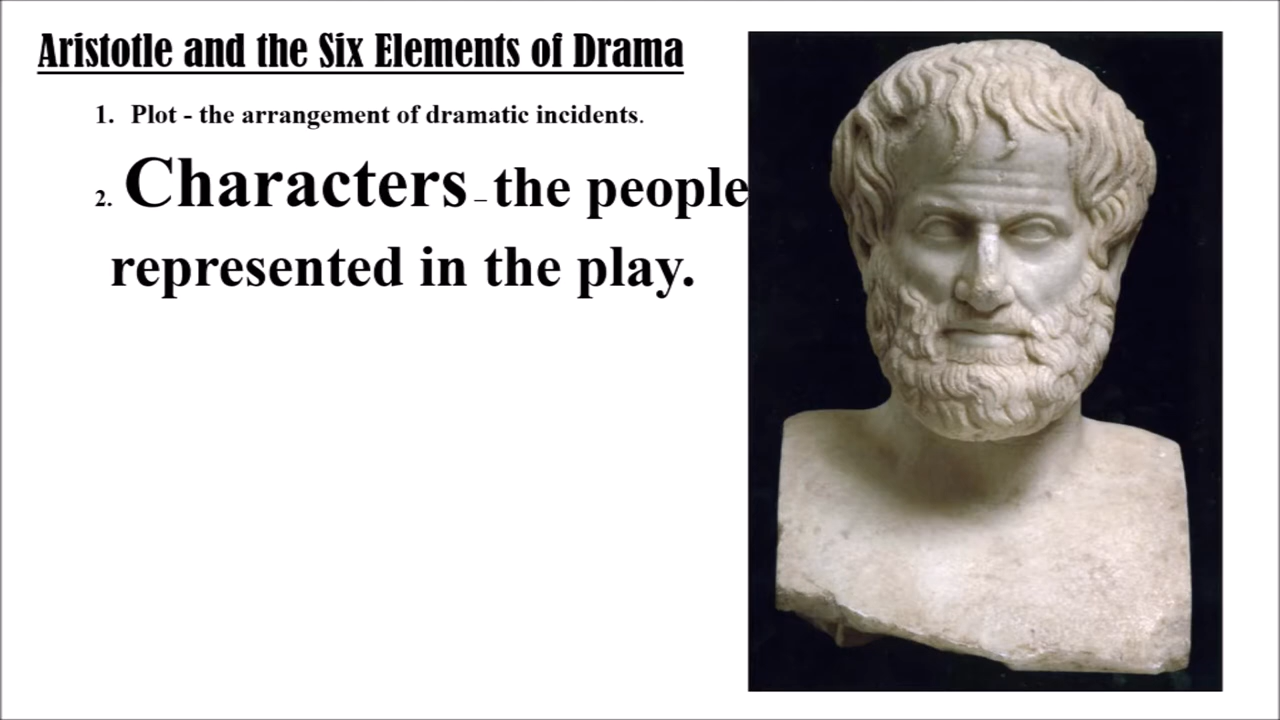 Aristotle and the Six Elements of Drama
1. Plot - the arrangement of dramatic incidents.
2. Characters – the people
represented in the play.